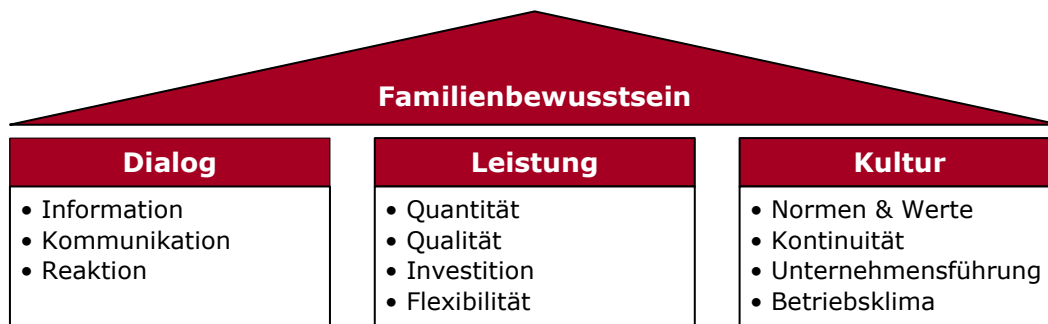 Familienbewusstsein
Dialog
• Information
• Kommunikation
• Reaktion
Leistung
• Quantität
• Qualität
• Investition
• Flexibilität
Kultur
• Normen & Werte
• Kontinuität
• Unternehmensführung
• Betriebsklima